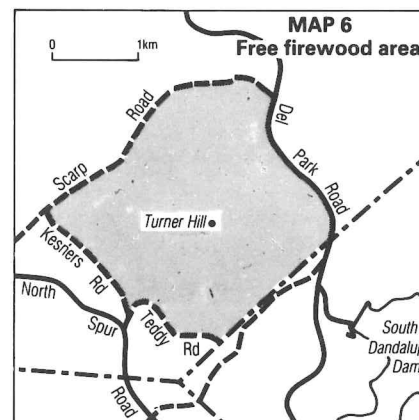 MAP 6
Free firewood area
0 1km
Scarp Road
Del Park Road
Turner Hill
Kesners Rd
North Spur Road
Teddy Rd
South
Dandalup
Dam